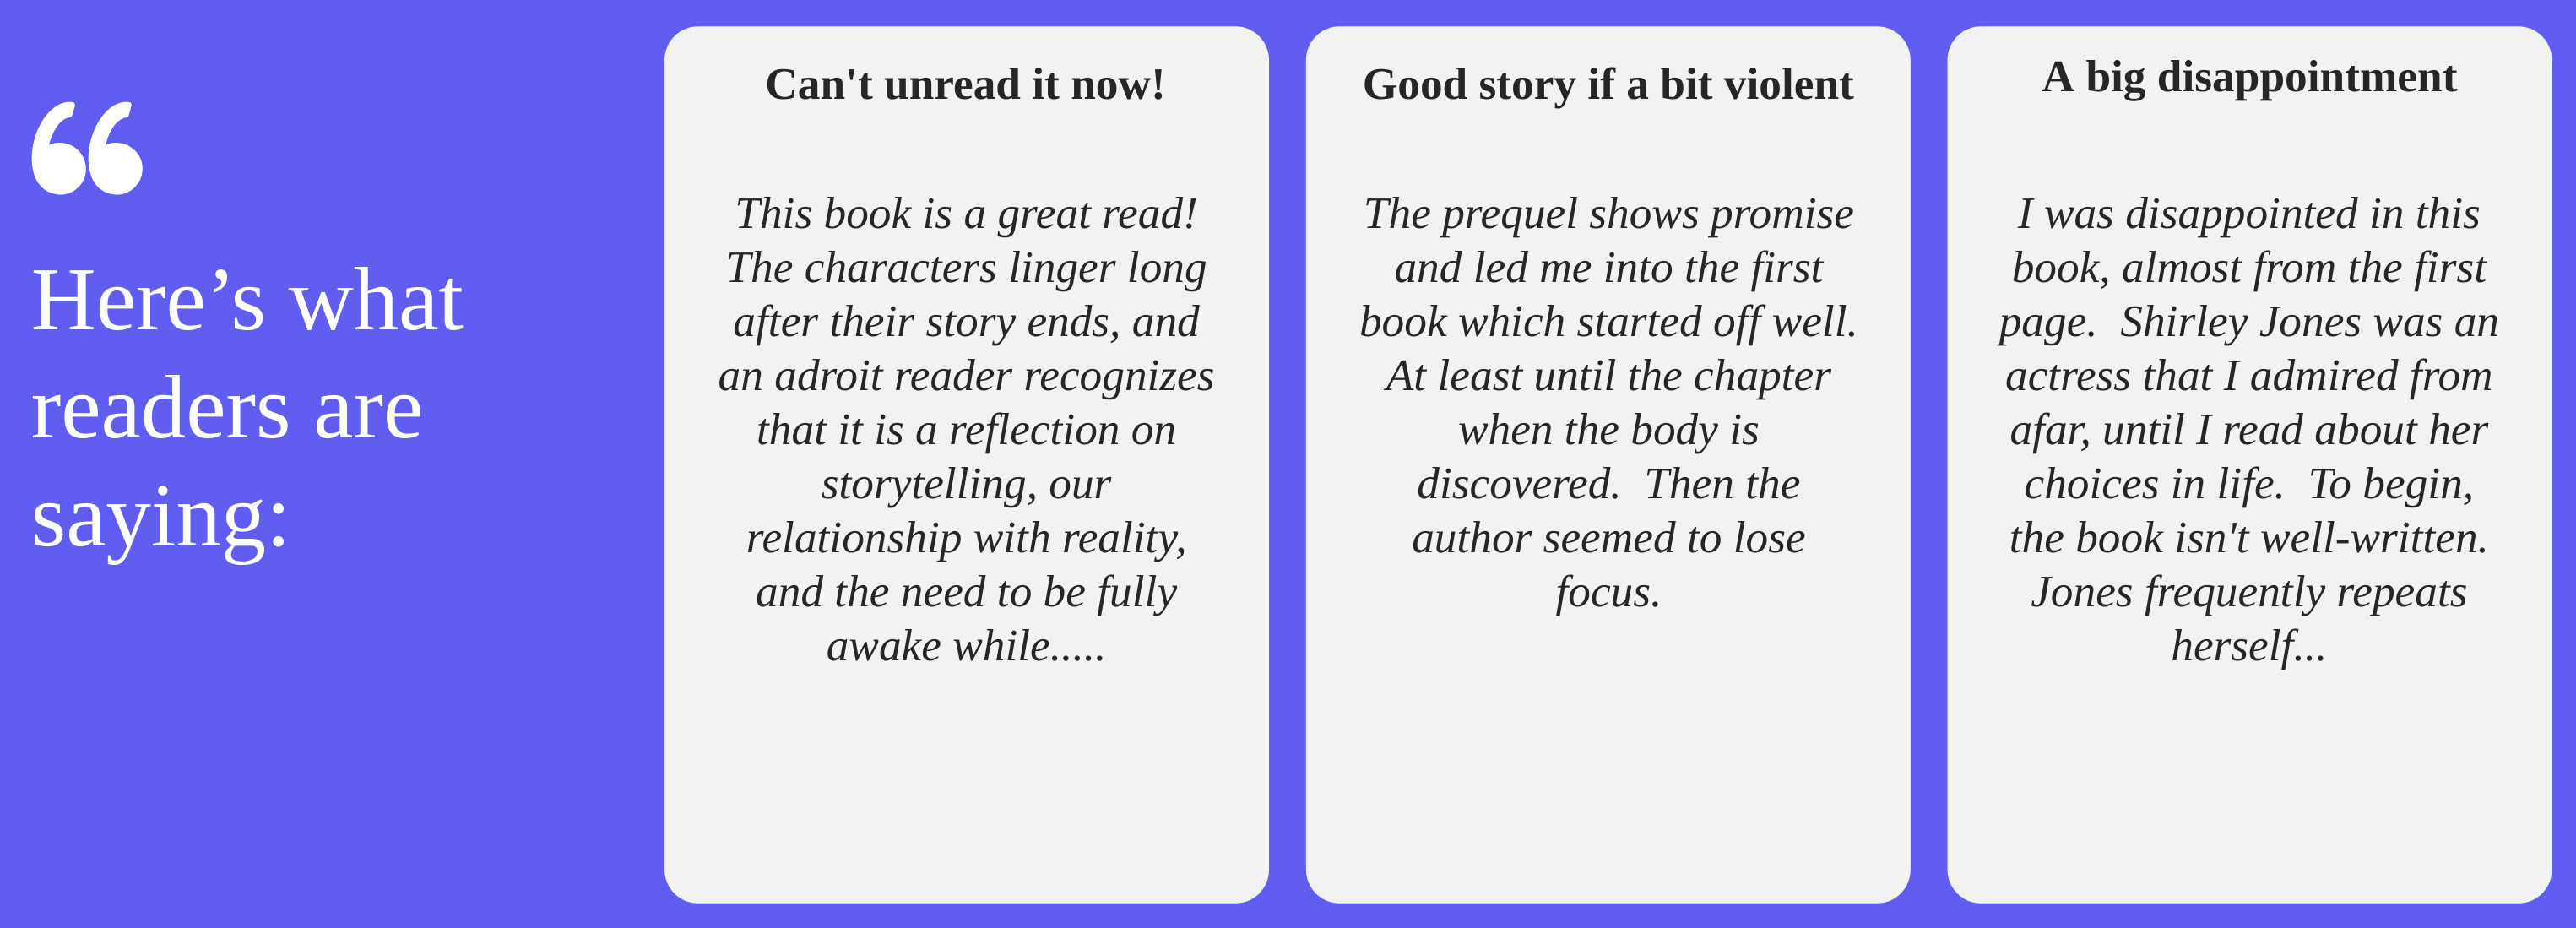 “
Here’s what
readers are
saying:
Can't unread it now!
This book is a great read!
The characters linger long
after their story ends, and
an adroit reader recognizes
that it is a reflection on
storytelling, our
relationship with reality,
and the need to be fully
awake while.....
Good story if a bit violent
The prequel shows promise
and led me into the first
book which started off well.
At least until the chapter
when the body is
discovered.  Then the
author seemed to lose
focus.
A big disappointment
I was disappointed in this
book, almost from the first
page.  Shirley Jones was an
actress that I admired from
afar, until I read about her
choices in life.  To begin,
the book isn't well-written.
Jones frequently repeats
herself...